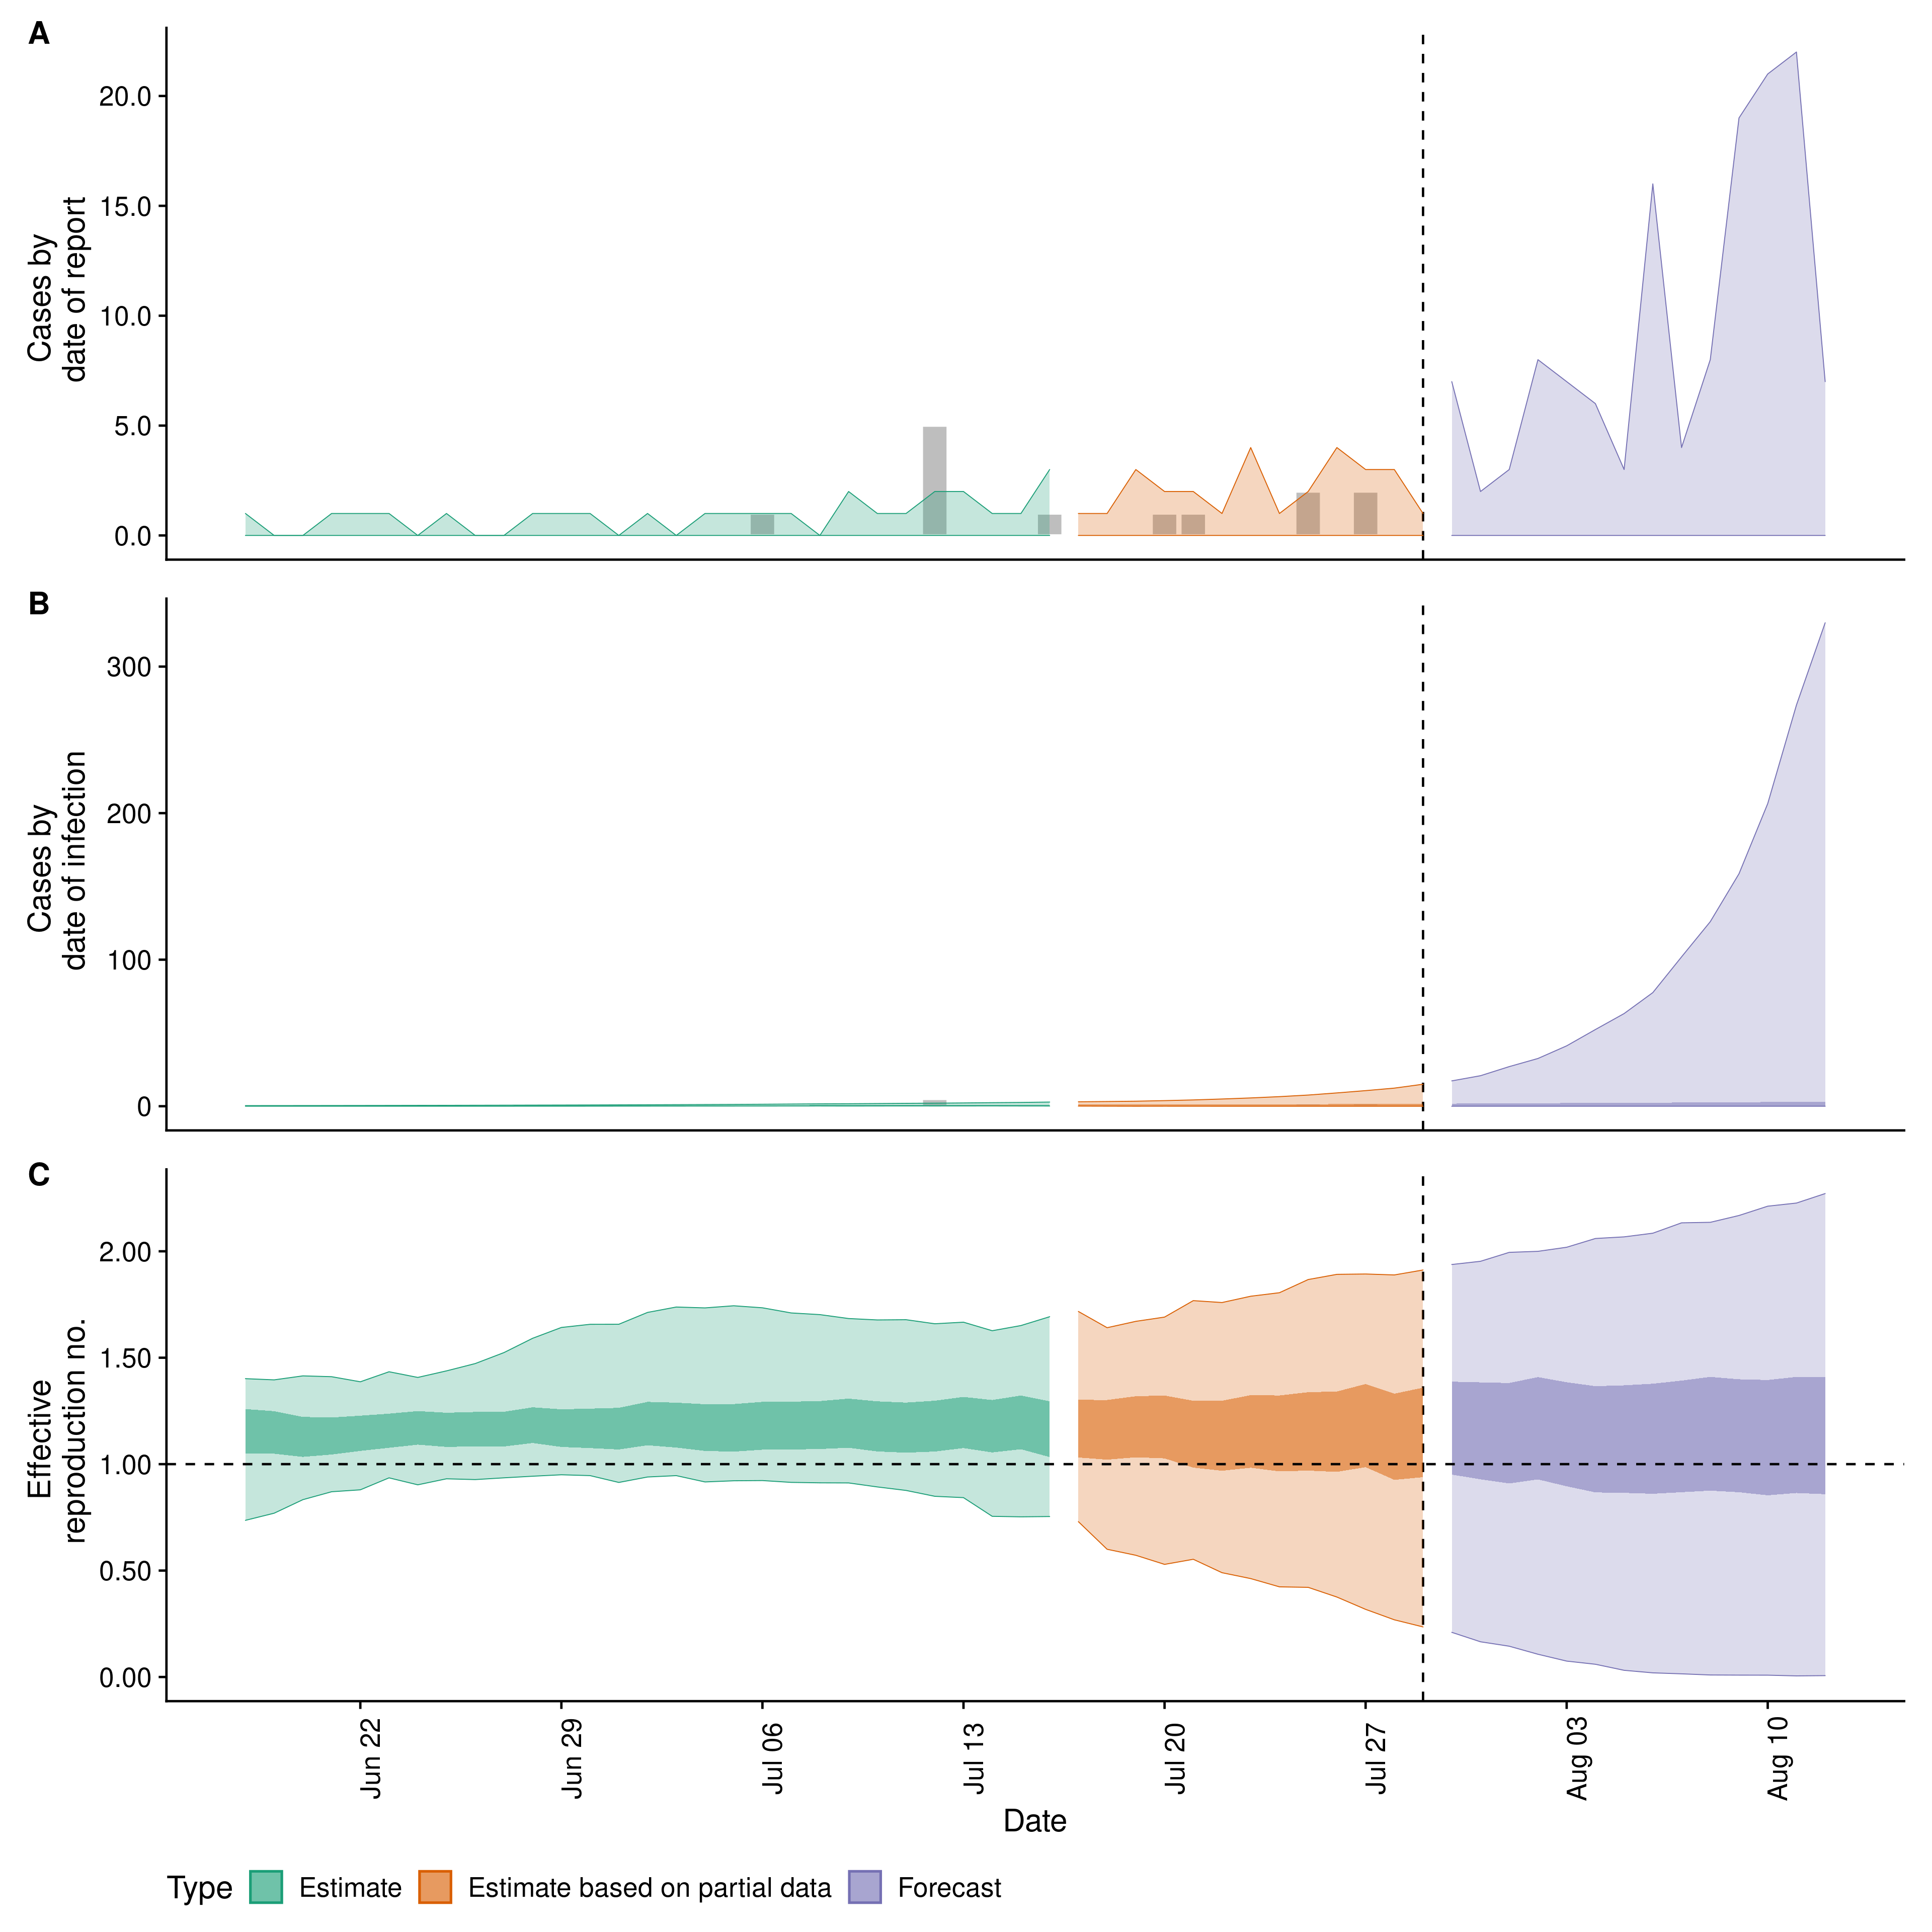 A
Cases by
date of report
20.0
15.0
10.0
5.0
0.0
B
Cases by
date of infection
300
200
100
0
C
Effective
reproduction no.
2.00
1.50
1.00
0.50
0.00
Jun 22
Jun 29
Jul 06
Jul 13
Jul 20
Jul 27
Aug 03
Aug 10
Date
Type Estimate Estimate based on partial data Forecast